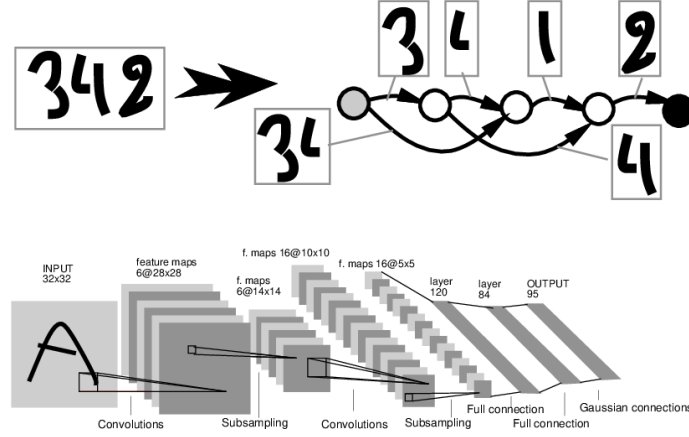 342
3
4
1
2
34
4
INPUT
32x32
feature maps
6@28x28
f. maps
6@14x14
f. maps 16@10x10
f. maps 16@5x5
layer
120
layer
84
OUTPUT
95
A
Convolutions
Subsampling
Convolutions
Subsampling
Full connection
Full connection
Gaussian connections